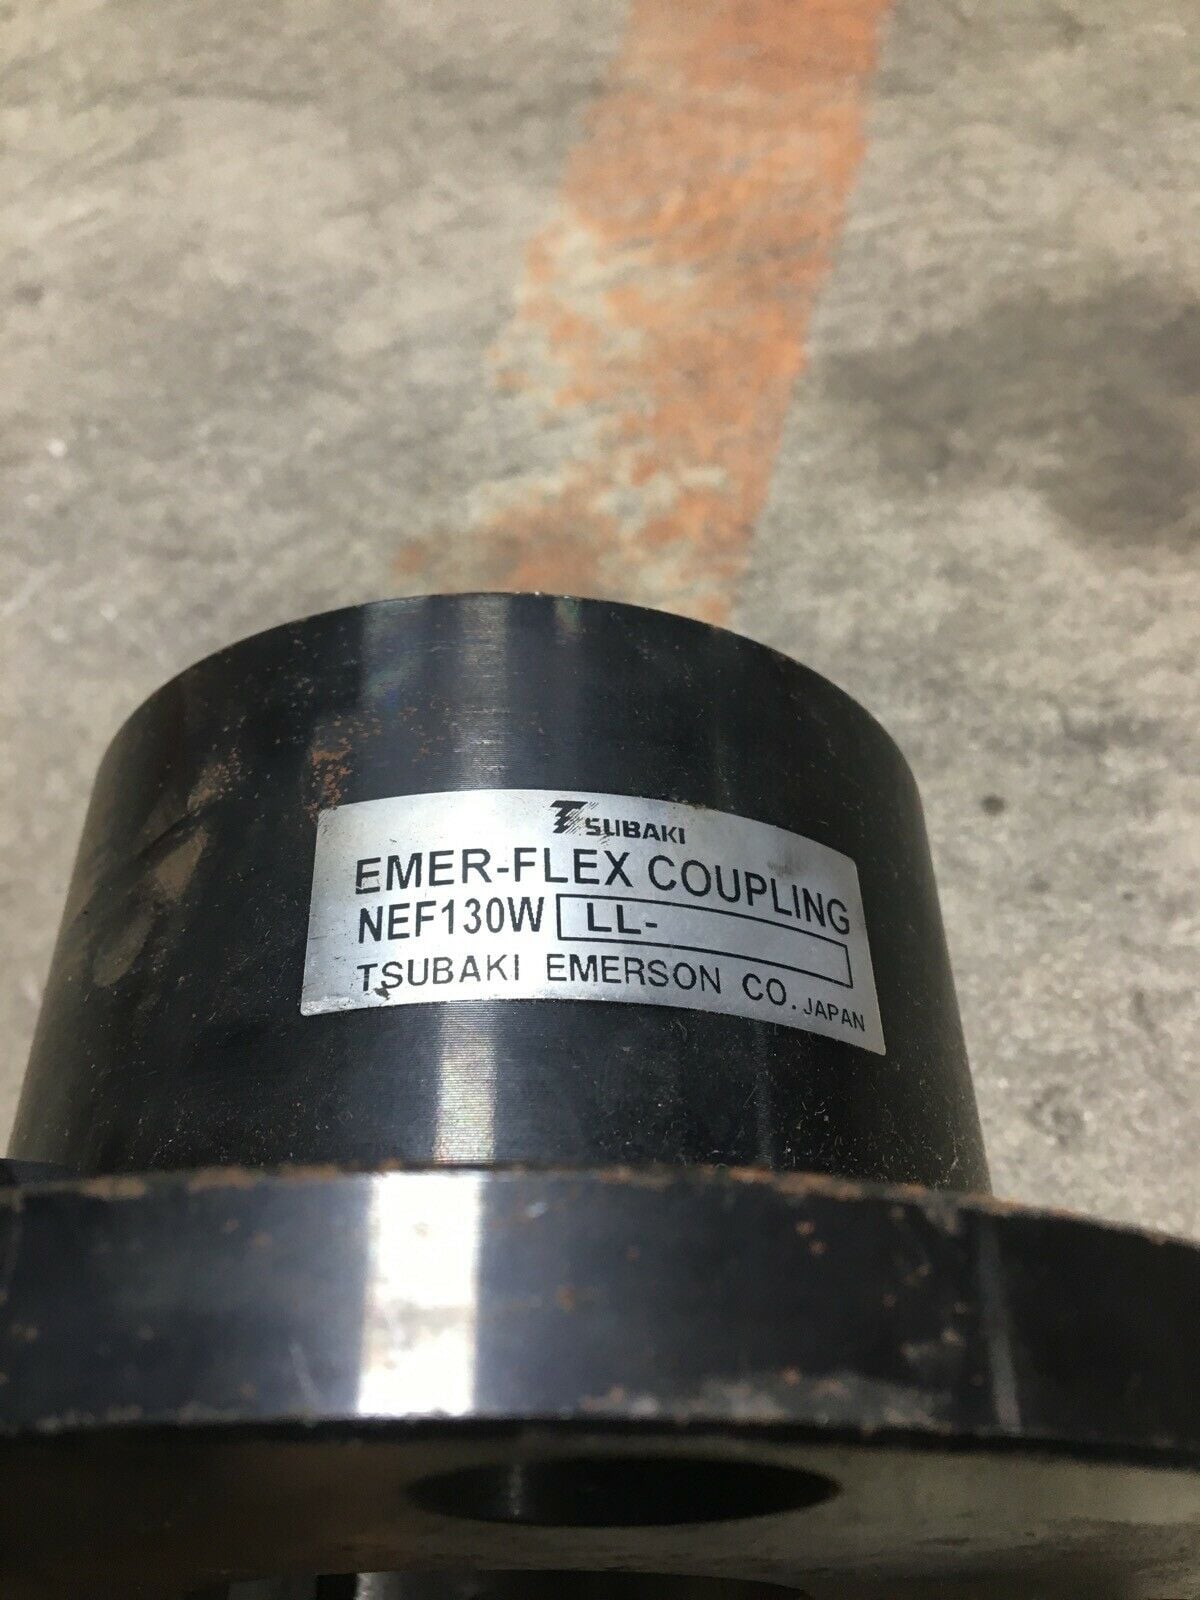 TSUBAKI
EMER-FLEX COUPLING
NEF130W LL-
TSUBAKI EMERSON CO. JAPAN